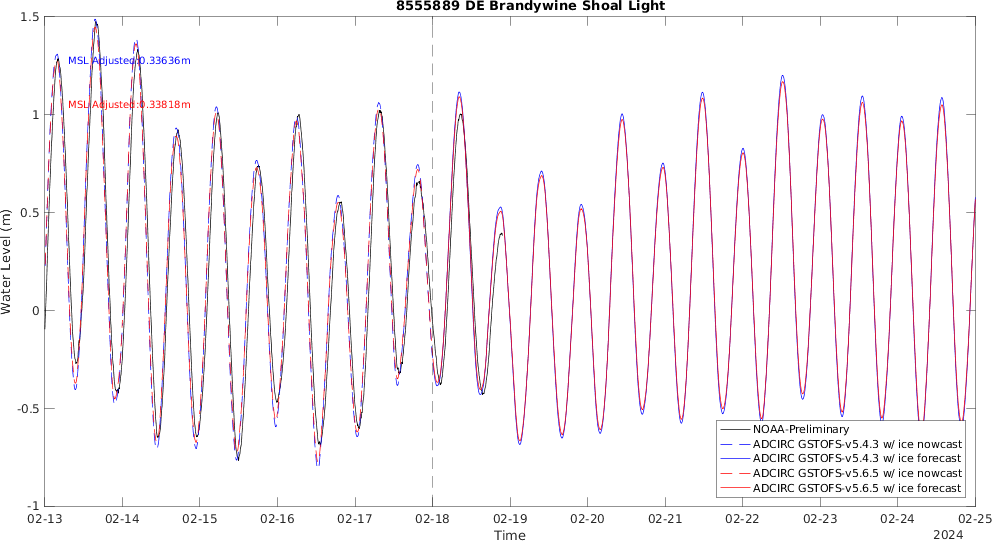 8555889 DE Brandywine Shoal Light
1.5
MSL Adjusted:0.33636m
MSL Adjusted:0.33818m
1
0.5
0
-0.5
-1
Water Level (m)
NOAA-Preliminary
ADCIRC GSTOFS-v5.4.3 w/ ice nowcast
ADCIRC GSTOFS-v5.4.3 w/ ice forecast
ADCIRC GSTOFS-v5.6.5 w/ ice nowcast
ADCIRC GSTOFS-v5.6.5 w/ ice forecast
02-13 02-14 02-15 02-16 02-17 02-18 02-19 02-20 02-21 02-22 02-23 02-24 02-25
Time
2024